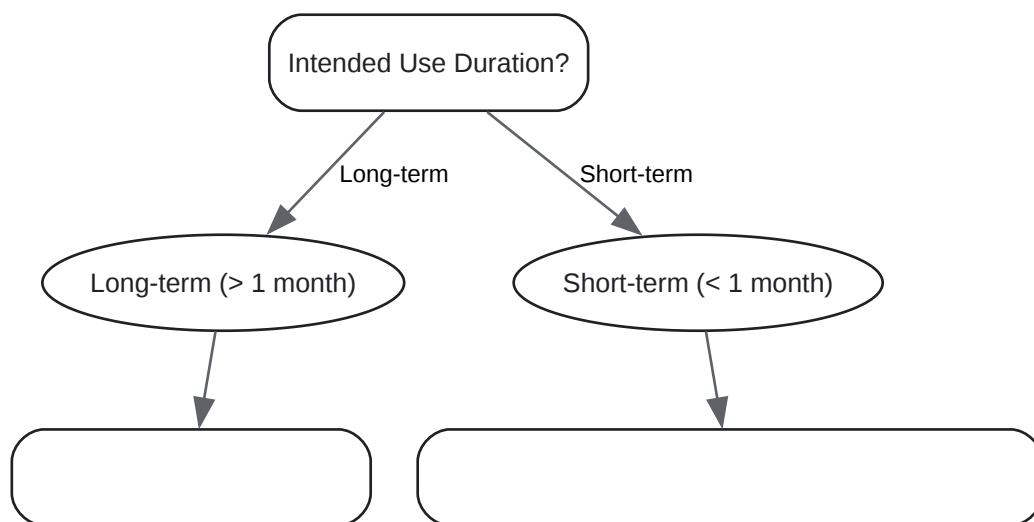 Intended Use Duration?
Long-term
Short-term
Long-term (> 1 month)
Short-term (< 1 month)